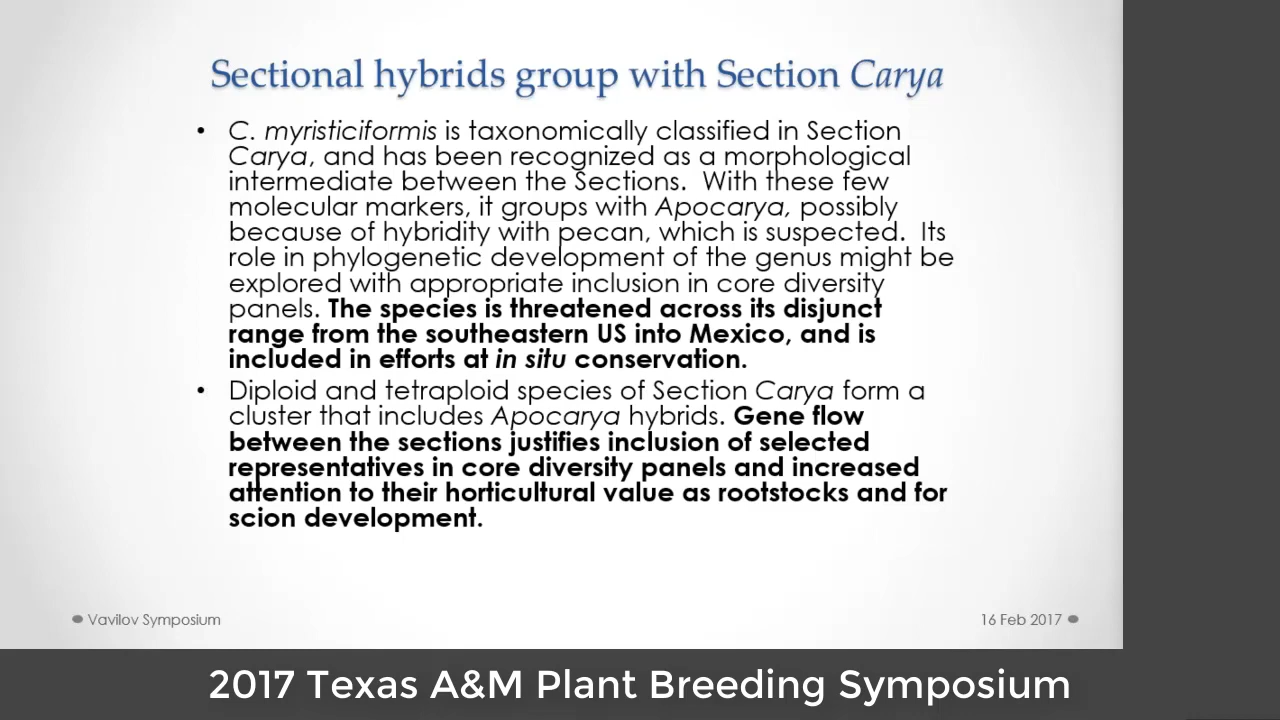 Sectional hybrids group with Section Carya
• C. myristiciformis is taxonomically classified in Section
Carya, and has been recognized as a morphological
intermediate between the Sections. With these few
molecular markers, it groups with Apocarya, possibly
because of hybridity with pecan, which is suspected. Its
role in phylogenetic development of the genus might be
explored with appropriate inclusion in core diversity
panels. The species is threatened across its disjunct
range from the southeastern US into Mexico, and is
included in efforts at in situ conservation.
• Diploid and tetraploid species of Section Carya form a
cluster that includes Apocarya hybrids. Gene flow
between the sections justifies inclusion of selected
representatives in core diversity panels and increased
attention to their horticultural value as rootstocks and for
scion development.
Vavilov Symposium
16 Feb 2017
2017 Texas A&M Plant Breeding Symposium